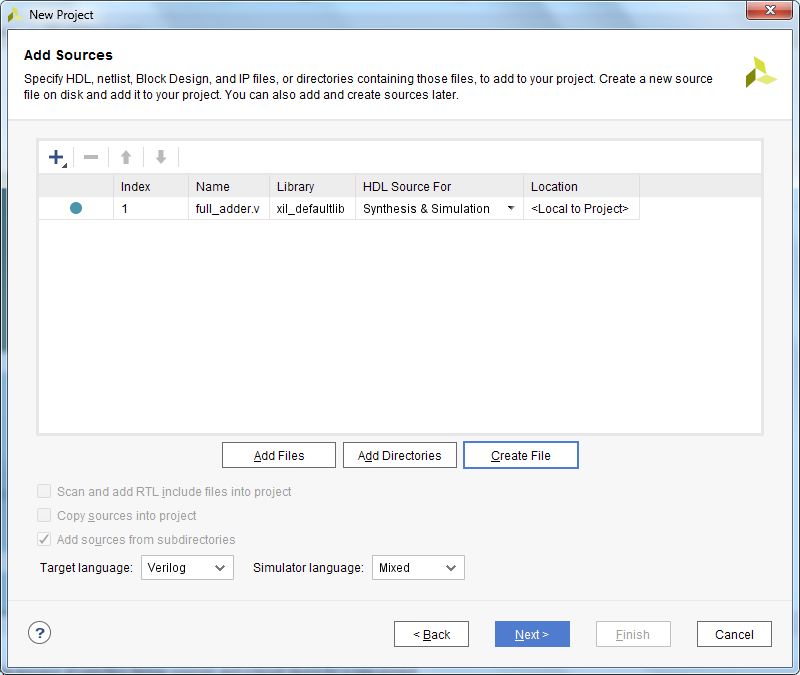 New Project
Add Sources
Specify HDL, netlist, Block Design, and IP files, or directories containing those files, to add to your project. Create a new source
file on disk and add it to your project. You can also add and create sources later.
Index Name Library HDL Source For Location
1 full_adder.v xil_defaultlib Synthesis & Simulation <Local to Project>
Add Files Add Directories Create File
Scan and add RTL include files into project
Copy sources into project
Add sources from subdirectories
Target language: Verilog Simulator language: Mixed
? < Back Next > Finish Cancel